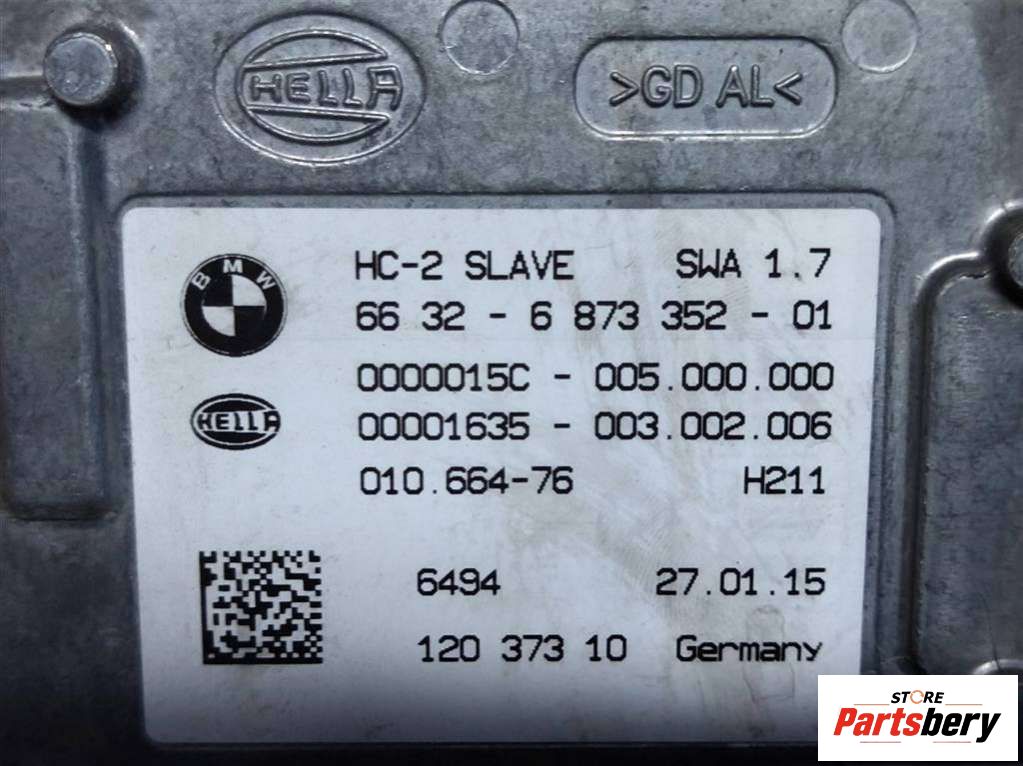 HELLA >GD AL<
BMW HC-2 SLAVE SWA 1.7
66 32 - 6 873 352 - 01
0000015C - 005.000.000
HELLA 00001635 - 003.002.006
010.664-76 H211
6494 27.01.15
120 373 10 Germany
STORE
Partsbery